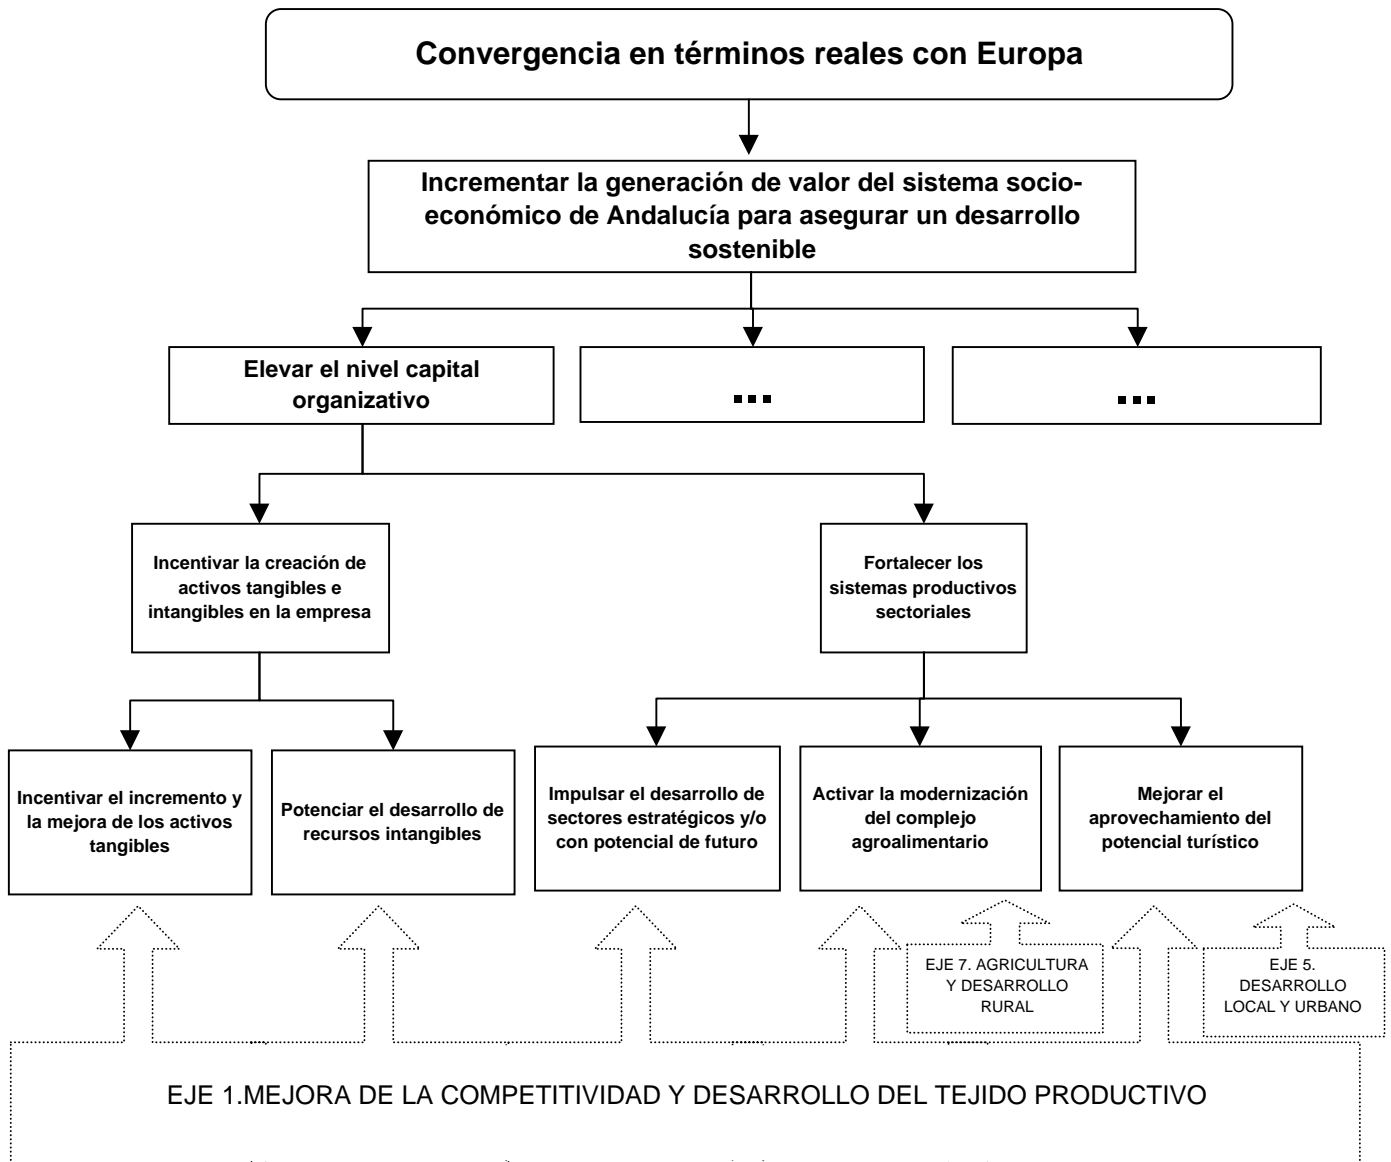 Convergencia en términos reales con Europa
Incrementar la generación de valor del sistema socio-
económico de Andalucía para asegurar un desarrollo
sostenible
Elevar el nivel capital
organizativo
...
...
Incentivar la creación de
activos tangibles e
intangibles en la empresa
Fortalecer los
sistemas productivos
sectoriales
Incentivar el incremento y
la mejora de los activos
tangibles
Potenciar el desarrollo de
recursos intangibles
Impulsar el desarrollo de
sectores estratégicos y/o
con potencial de futuro
Activar la modernización
del complejo
agroalimentario
Mejorar el
aprovechamiento del
potencial turístico
EJE 7. AGRICULTURA
Y DESARROLLO
RURAL
EJE 5.
DESARROLLO
LOCAL Y URBANO
EJE 1.MEJORA DE LA COMPETITIVIDAD Y DESARROLLO DEL TEJIDO PRODUCTIVO